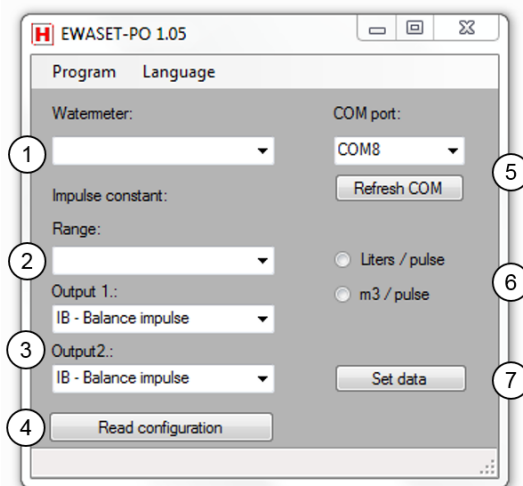 H EWASET-PO 1.05
Program Language
Watermeter: COM port:
1 COM8
5
Impulse constant: Refresh COM
Range:
2 Liters / pulse
6
Output 1.: m3 / pulse
IB - Balance impulse
3 Output2.:
IB - Balance impulse Set data 7
4 Read configuration